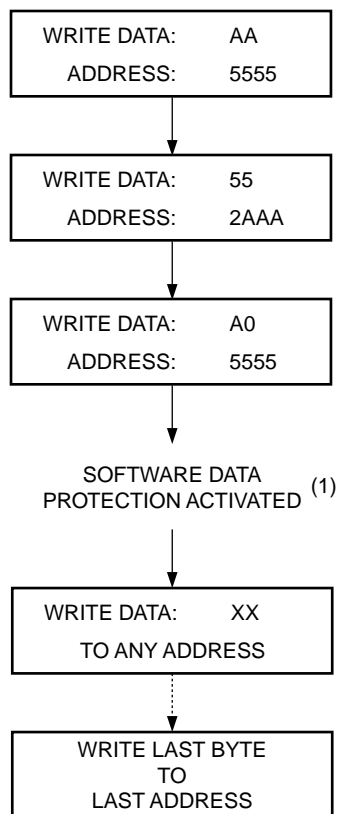 WRITE DATA: AA
ADDRESS: 5555
WRITE DATA: 55
ADDRESS: 2AAA
WRITE DATA: A0
ADDRESS: 5555
SOFTWARE DATA
PROTECTION ACTIVATED (1)
WRITE DATA: XX
TO ANY ADDRESS
WRITE LAST BYTE
TO
LAST ADDRESS